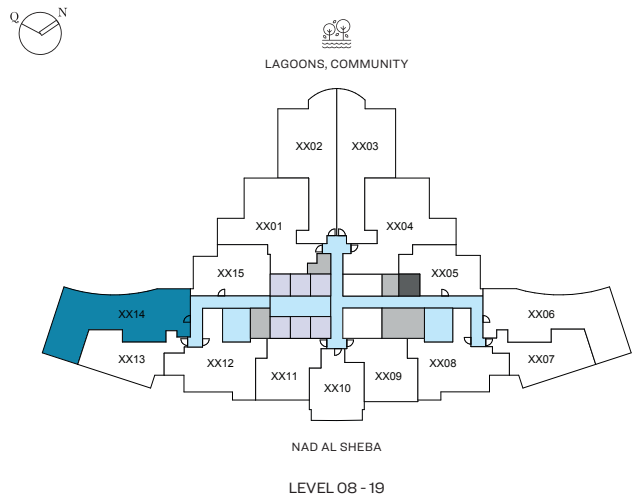 Q N
LAGOONS, COMMUNITY
XX02 XX03
XX01 XX04
XX15 XX05
XX14 XX06
XX13 XX12 XX08 XX07
XX11 XX10 XX09
NAD AL SHEBA
LEVEL 08 - 19